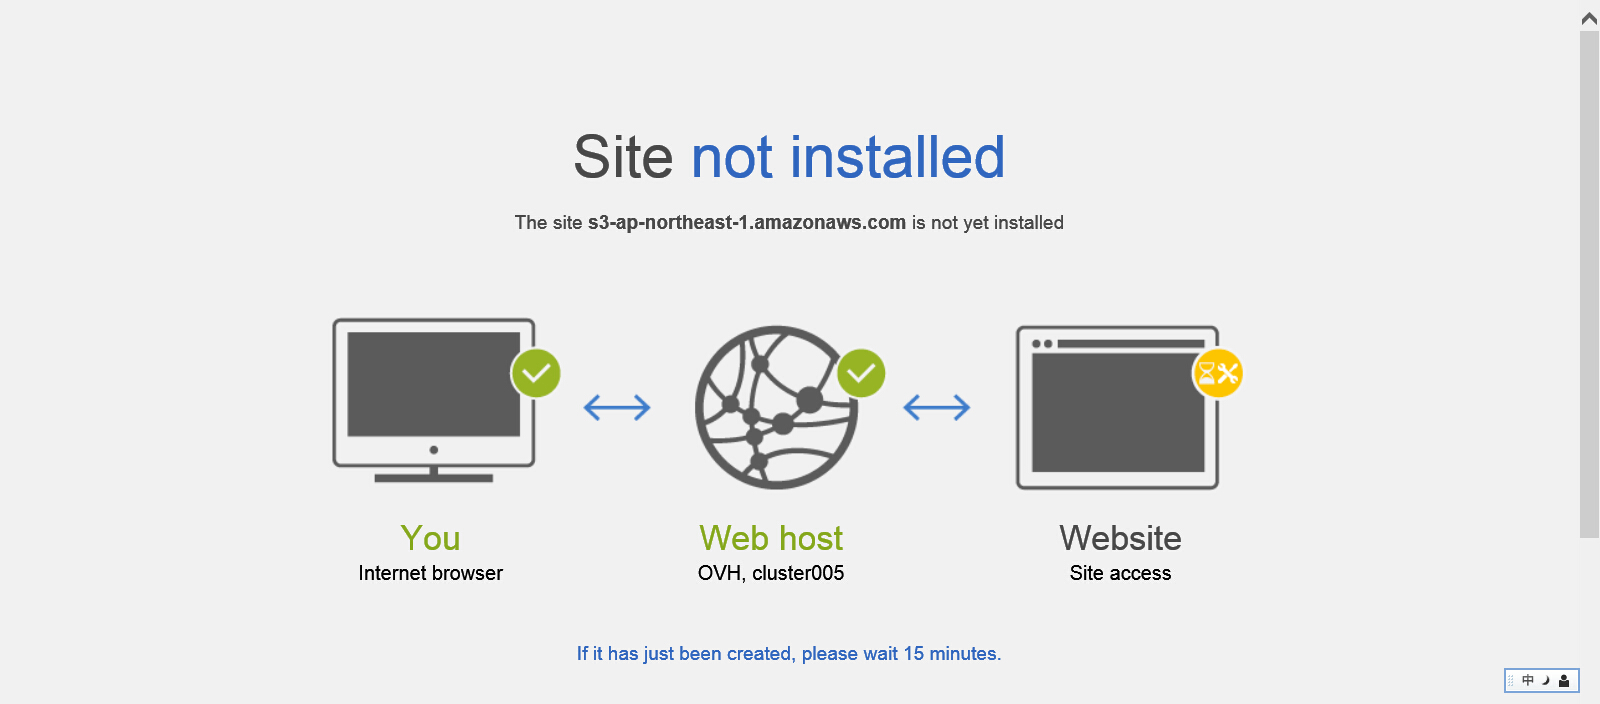 Site not installed
The site s3-ap-northeast-1.amazonaws.com is not yet installed
You
Internet browser
Web host
OVH, cluster005
Website
Site access
If it has just been created, please wait 15 minutes.
中